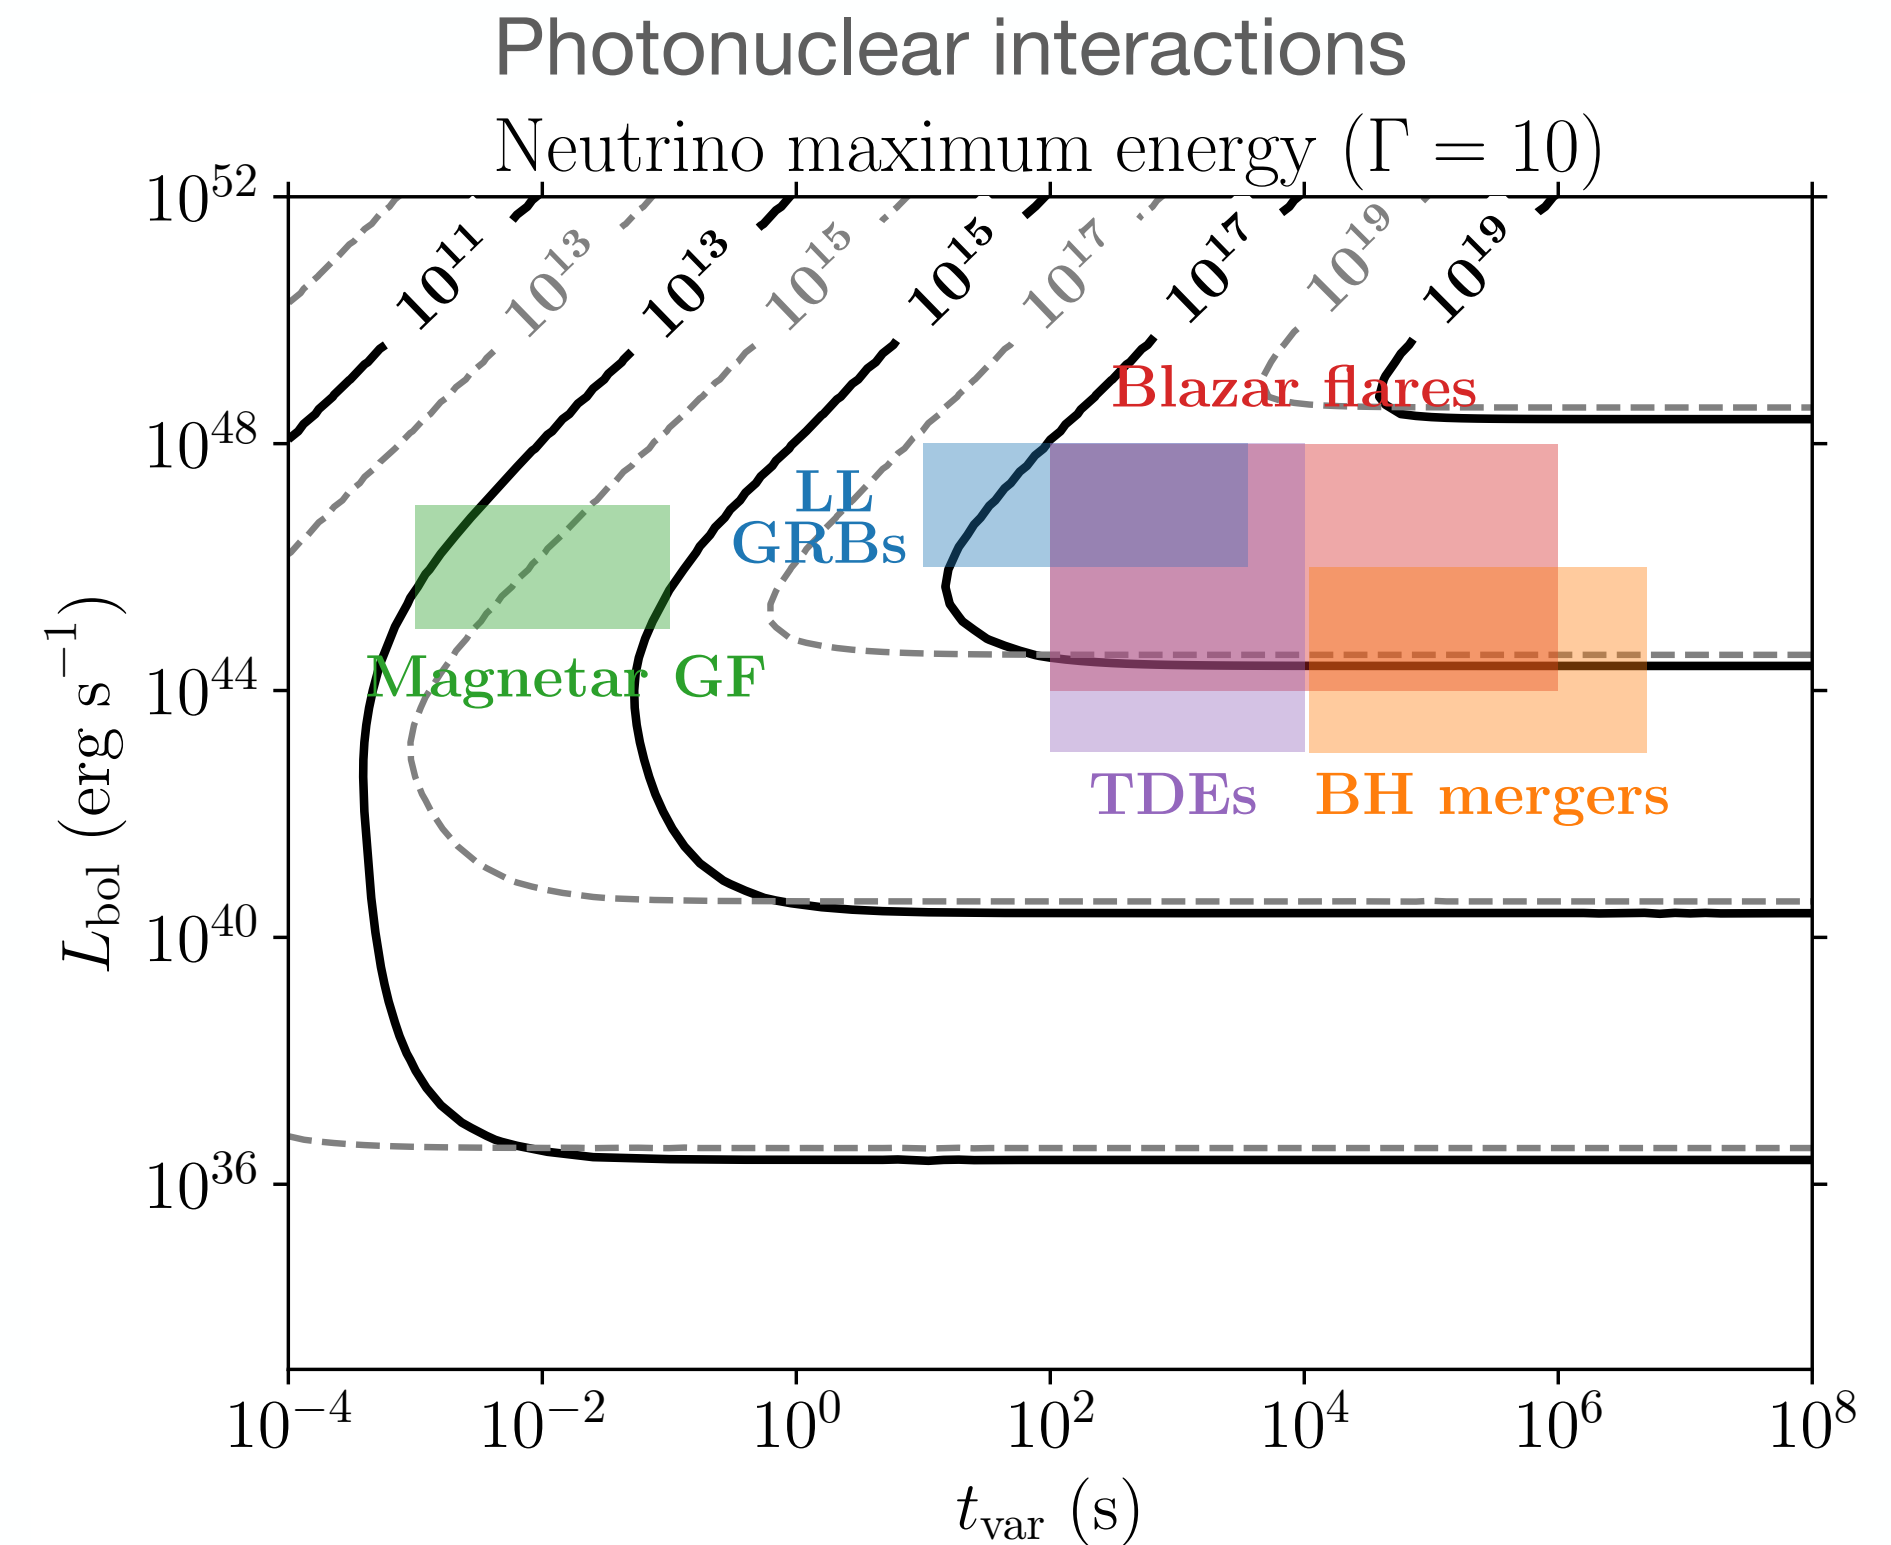 Photonuclear interactions
Neutrino maximum energy (Γ = 10)
10^52
10^48
10^44
10^40
10^36
L_bol (erg s^−1)
10^11
10^13
10^13
10^15
10^15
10^17
10^17
10^19
10^19
Blazar flares
LL
GRBs
Magnetar GF
TDEs
BH mergers
10^−4
10^−2
10^0
10^2
10^4
10^6
10^8
t_var (s)